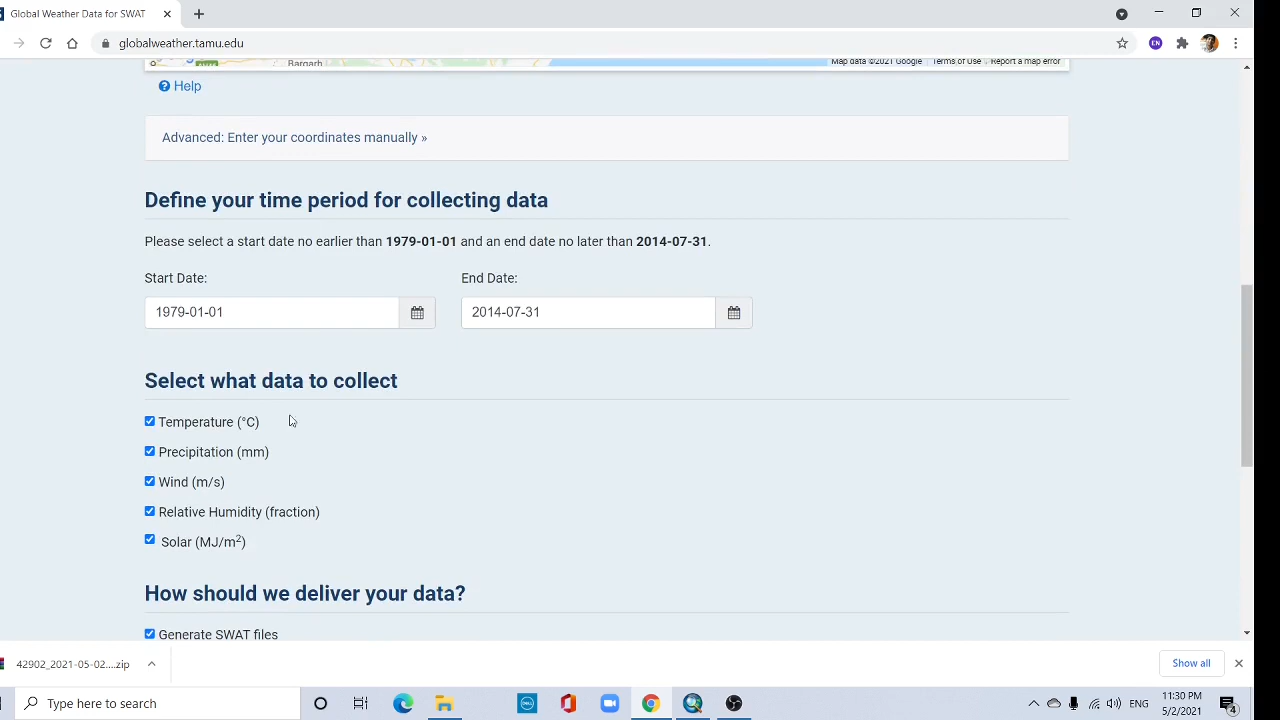 Global Weather Data for SWAT
globalweather.tamu.edu
EN
Bargarh
Map data ©2021 Google
Terms of Use
Report a map error
Help
Advanced: Enter your coordinates manually »
Define your time period for collecting data
Please select a start date no earlier than 1979-01-01 and an end date no later than 2014-07-31.
Start Date:
End Date:
1979-01-01
2014-07-31
Select what data to collect
Temperature (°C)
Precipitation (mm)
Wind (m/s)
Relative Humidity (fraction)
Solar (MJ/m²)
How should we deliver your data?
Generate SWAT files
42902_2021-05-02....zip
Show all
Type here to search
DELL
ENG
11:30 PM
5/2/2021
4